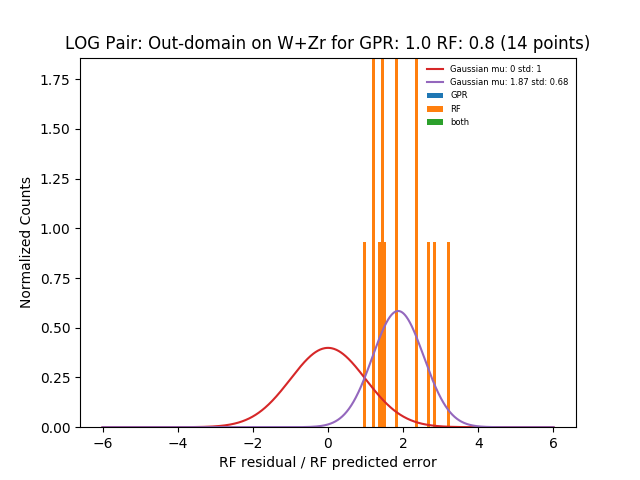 LOG Pair: Out-domain on W+Zr for GPR: 1.0 RF: 0.8 (14 points)
Gaussian mu: 0 std: 1
Gaussian mu: 1.87 std: 0.68
GPR
RF
both
Normalized Counts
1.75
1.50
1.25
1.00
0.75
0.50
0.25
0.00
−6 −4 −2 0 2 4 6
RF residual / RF predicted error